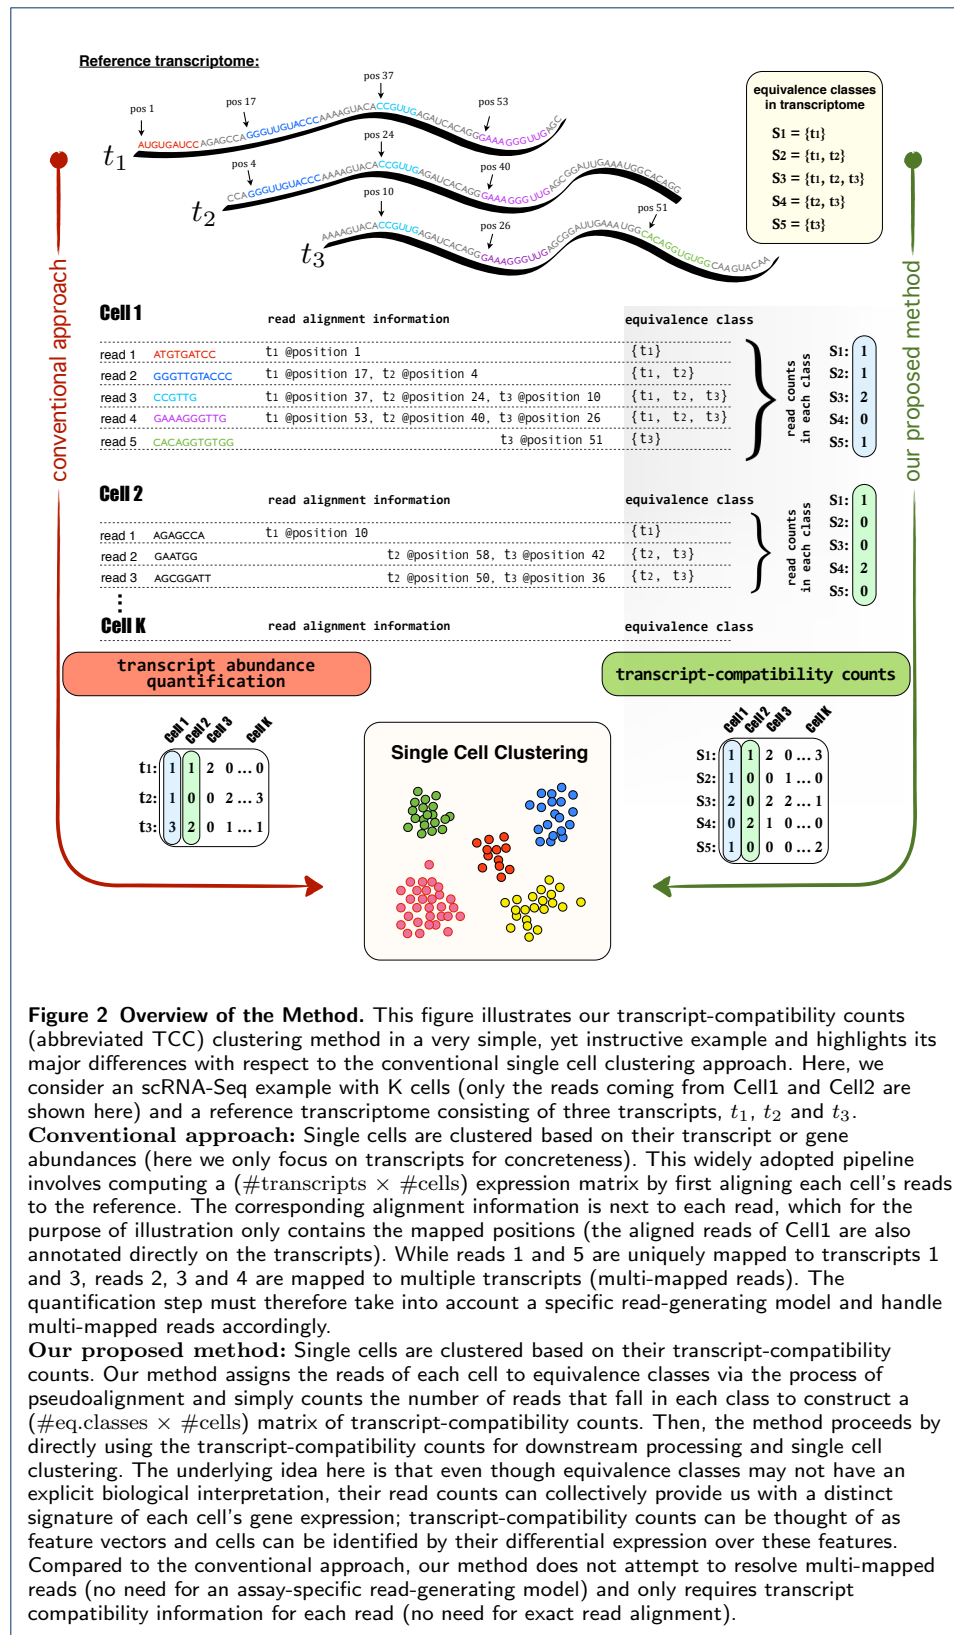 Reference transcriptome:
pos 1
pos 17
pos 37
pos 53
AUGUGAUCCAGAGCCAGGGUUGUACCCAAAAGUACACCGUUGAGAUCACAGGGAAAGGGUUGAGC
t1
pos 4
pos 24
pos 40
CCAGGGUUGUACCCAAAAGUACACCGUUGAGAUCACAGGGAAAGGGUUGAGCGGAUUGAAAUGGCACAGG
t2
pos 10
pos 26
pos 51
AAAAGUACACCGUUGAGAUCACAGGGAAAGGGUUGAGCGGAUUGAAAUGGCACAGGUGUGGCAAGUACAA
t3
equivalence classes
in transcriptome
S1 = {t1}
S2 = {t1, t2}
S3 = {t1, t2, t3}
S4 = {t2, t3}
S5 = {t3}
conventional approach
our proposed method
Cell 1 read alignment information equivalence class
read 1 ATGTGATCC t1 @position 1 {t1}
read 2 GGGTTGTACCC t1 @position 17, t2 @position 4 {t1, t2}
read 3 CCGTTG t1 @position 37, t2 @position 24, t3 @position 10 {t1, t2, t3}
read 4 GAAAGGGTTG t1 @position 53, t2 @position 40, t3 @position 26 {t1, t2, t3}
read 5 CACAGGTGTGG t3 @position 51 {t3}
read counts
in each class
S1: 1
S2: 1
S3: 2
S4: 0
S5: 1
Cell 2 read alignment information equivalence class
read 1 AGAGCCA t1 @position 10 {t1}
read 2 GAATGG t2 @position 58, t3 @position 42 {t2, t3}
read 3 AGCGGATT t2 @position 50, t3 @position 36 {t2, t3}
read counts
in each class
S1: 1
S2: 0
S3: 0
S4: 2
S5: 0
Cell K read alignment information equivalence class
transcript abundance
quantification
transcript-compatibility counts
Cell 1 Cell 2 Cell 3 Cell K
t1: 1 1 2 0 ... 0
t2: 1 0 0 2 ... 3
t3: 3 2 0 1 ... 1
Single Cell Clustering
Cell 1 Cell 2 Cell 3 Cell K
S1: 1 1 2 0 ... 3
S2: 1 0 0 1 ... 0
S3: 2 0 2 2 ... 1
S4: 0 2 1 0 ... 0
S5: 1 0 0 0 ... 2
Figure 2 Overview of the Method. This figure illustrates our transcript-compatibility counts
(abbreviated TCC) clustering method in a very simple, yet instructive example and highlights its
major differences with respect to the conventional single cell clustering approach. Here, we
consider an scRNA-Seq example with K cells (only the reads coming from Cell1 and Cell2 are
shown here) and a reference transcriptome consisting of three transcripts, t1, t2 and t3.
Conventional approach: Single cells are clustered based on their transcript or gene
abundances (here we only focus on transcripts for concreteness). This widely adopted pipeline
involves computing a (#transcripts × #cells) expression matrix by first aligning each cell's reads
to the reference. The corresponding alignment information is next to each read, which for the
purpose of illustration only contains the mapped positions (the aligned reads of Cell1 are also
annotated directly on the transcripts). While reads 1 and 5 are uniquely mapped to transcripts 1
and 3, reads 2, 3 and 4 are mapped to multiple transcripts (multi-mapped reads). The
quantification step must therefore take into account a specific read-generating model and handle
multi-mapped reads accordingly.
Our proposed method: Single cells are clustered based on their transcript-compatibility
counts. Our method assigns the reads of each cell to equivalence classes via the process of
pseudoalignment and simply counts the number of reads that fall in each class to construct a
(#eq.classes × #cells) matrix of transcript-compatibility counts. Then, the method proceeds by
directly using the transcript-compatibility counts for downstream processing and single cell
clustering. The underlying idea here is that even though equivalence classes may not have an
explicit biological interpretation, their read counts can collectively provide us with a distinct
signature of each cell's gene expression; transcript-compatibility counts can be thought of as
feature vectors and cells can be identified by their differential expression over these features.
Compared to the conventional approach, our method does not attempt to resolve multi-mapped
reads (no need for an assay-specific read-generating model) and only requires transcript
compatibility information for each read (no need for exact read alignment).